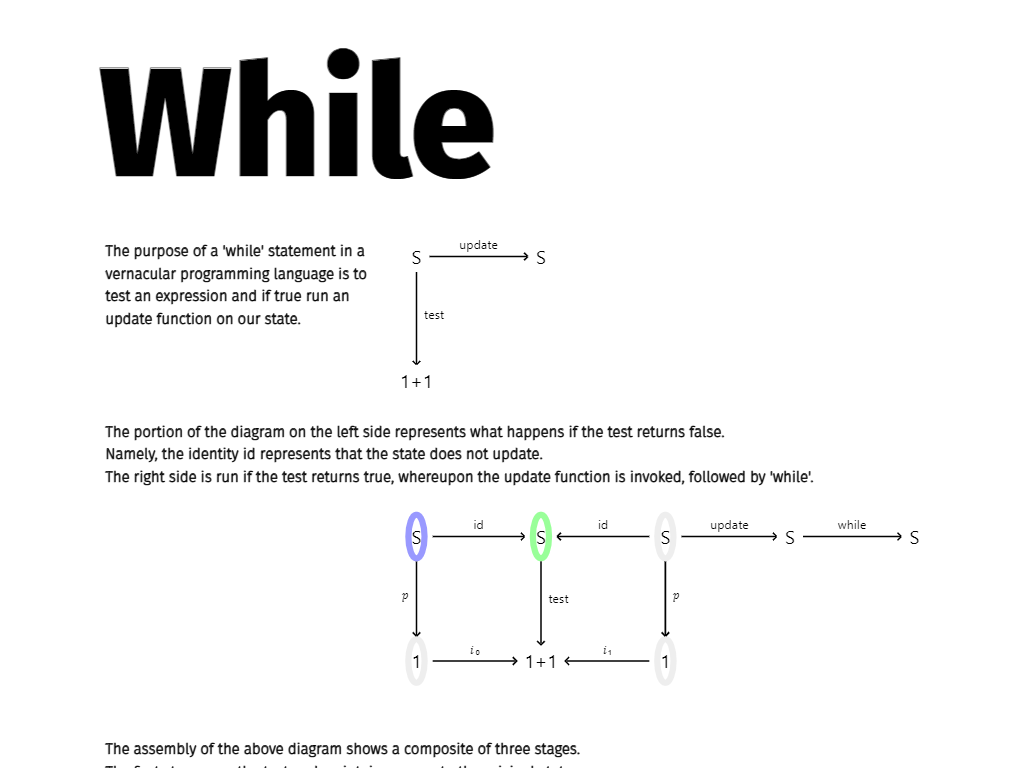 While
The purpose of a 'while' statement in a
vernacular programming language is to
test an expression and if true run an
update function on our state.
S update S
test
1+1
The portion of the diagram on the left side represents what happens if the test returns false.
Namely, the identity id represents that the state does not update.
The right side is run if the test returns true, whereupon the update function is invoked, followed by 'while'.
S id S id S update S while S
p test p
1 i₀ 1+1 i₁ 1
The assembly of the above diagram shows a composite of three stages.